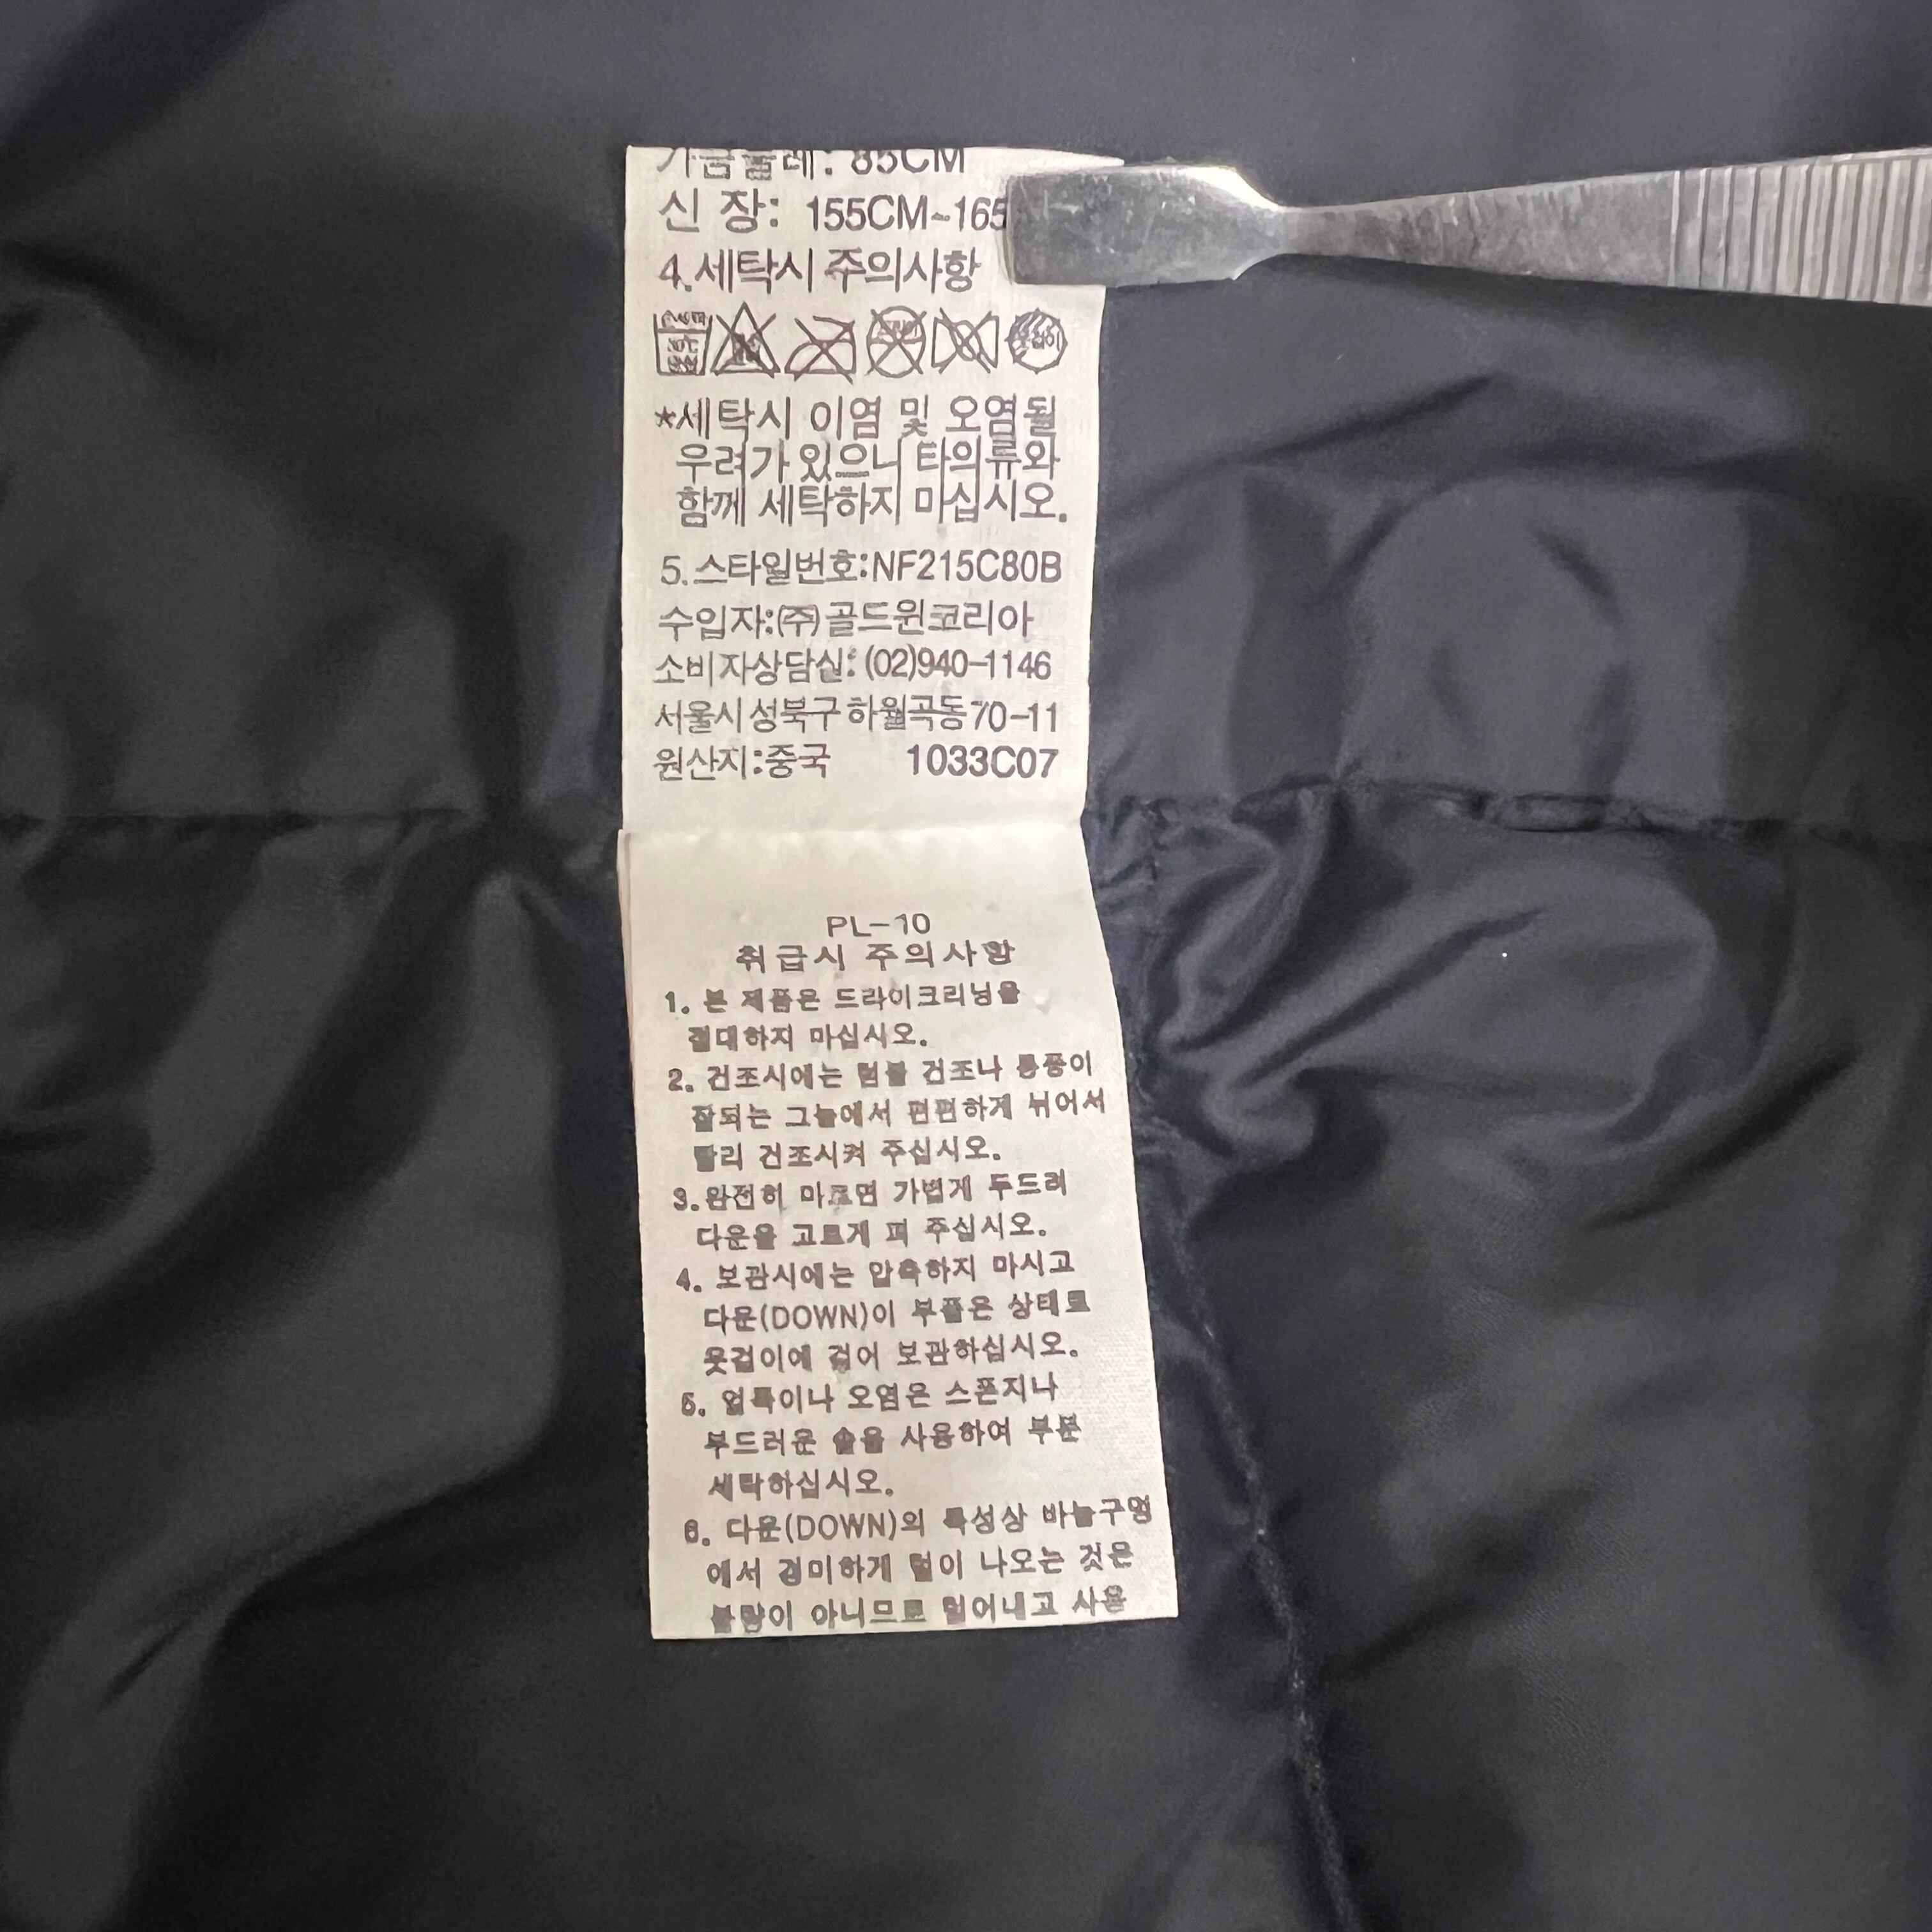 가슴둘레: 85CM
신 장: 155CM~165
4.세탁시 주의사항
옷걸이
*세탁시 이염 및 오염될
우려가 있으니 타의류와
함께 세탁하지 마십시오.
5.스타일번호:NF215C80B
수입자:(주)골드윈코리아
소비자상담실: (02)940-1146
서울시 성북구 하월곡동 70-11
원산지:중국 1033C07
PL-10
취급시 주의사항
1. 본 제품은 드라이크리닝을
절대하지 마십시오.
2. 건조시에는 텀블 건조나 통풍이
잘되는 그늘에서 편편하게 뉘어서
빨리 건조시켜 주십시오.
3.완전히 마르면 가볍게 두드려
다운을 고르게 펴 주십시오.
4. 보관시에는 압축하지 마시고
다운(DOWN)이 부풀은 상태로
옷걸이에 걸어 보관하십시오.
5. 얼룩이나 오염은 스폰지나
부드러운 솔을 사용하여 부분
세탁하십시오.
6. 다운(DOWN)의 특성상 바늘구멍
에서 경미하게 털이 나오는 것은
불량이 아니므로 털어내고 사용